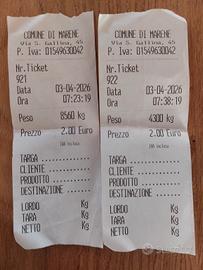 COMUNE DI MARENE
Via S. Gallina, 45
P. Iva: 01549630042
Nr.Ticket
921
Data 03-04-2026
Ora 07:23:19
Peso 8560 kg
Prezzo 2.00 Euro
IVA inclusa
TARGA
CLIENTE
PRODOTTO
DESTINAZIONE
LORDO Kg
TARA Kg
NETTO Kg
COMUNE DI MARENE
Via S. Gallina, 45
P. Iva: 01549630042
Nr.Ticket
922
Data 03-04-2026
Ora 07:38:19
Peso 4300 kg
Prezzo 2.00 Euro
IVA inclusa
TARGA
CLIENTE
PRODOTTO
DESTINAZIONE
LORDO Kg
TARA Kg
NETTO Kg